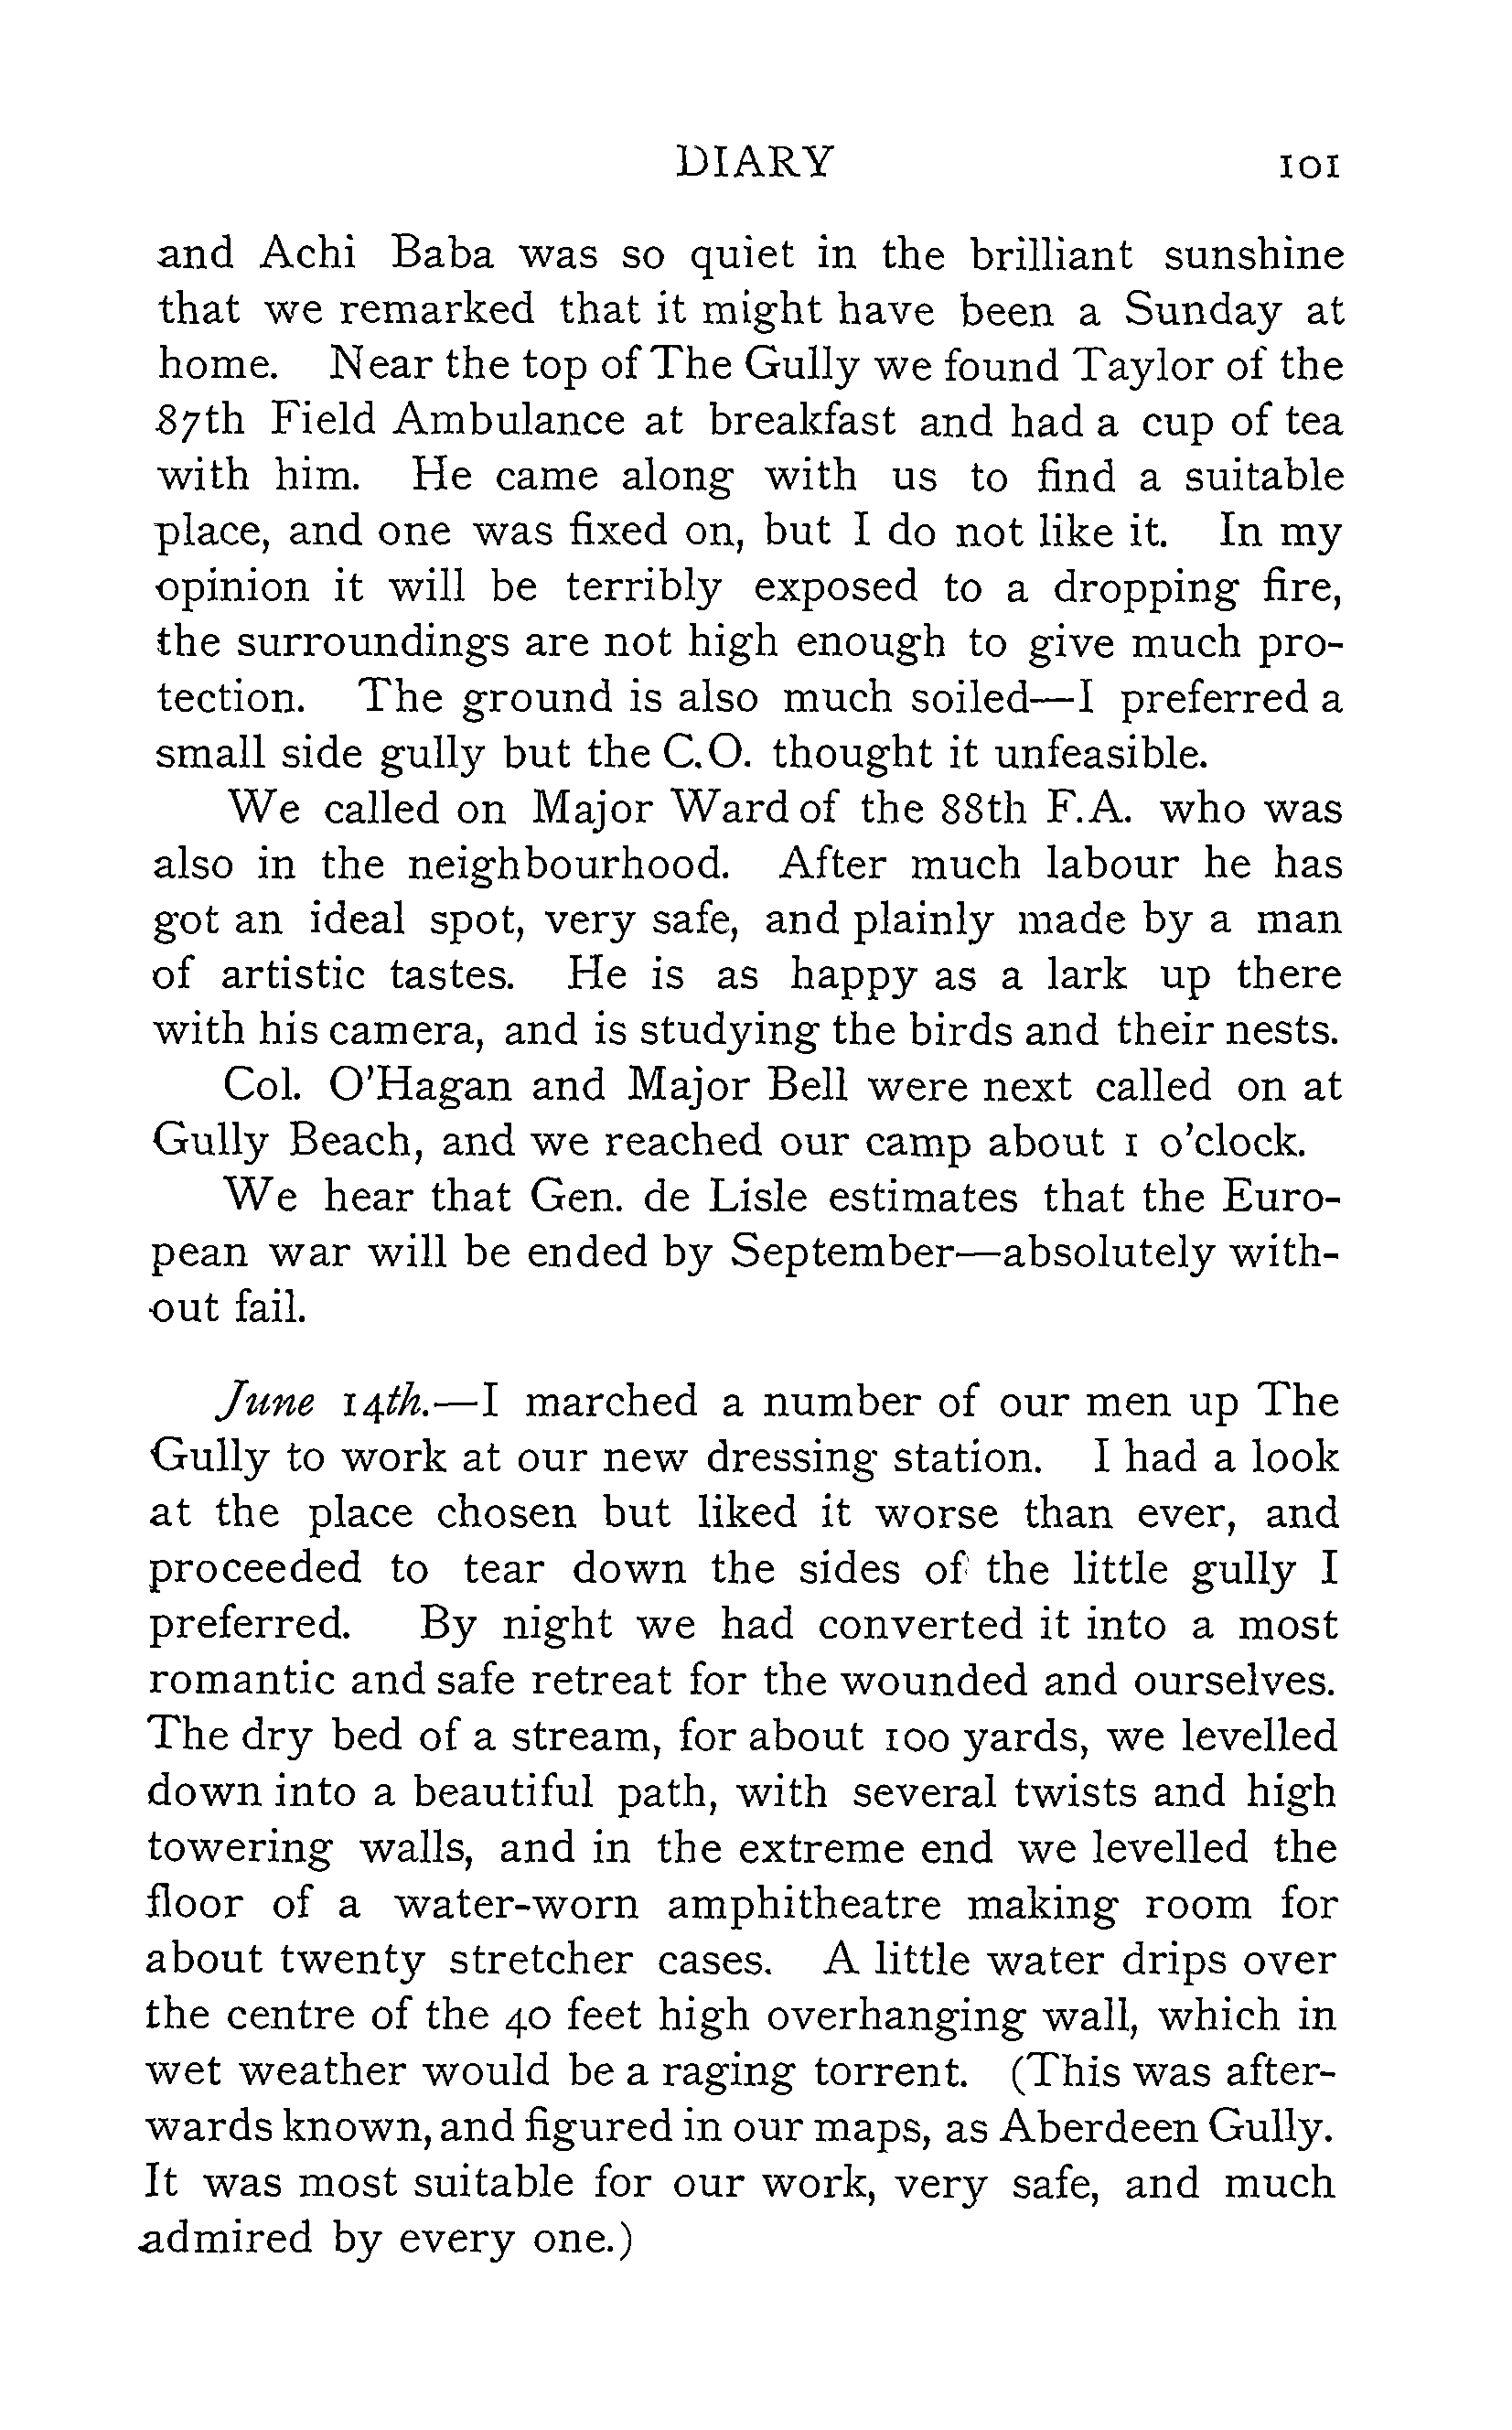 DIARY 101
and Achi Baba was so quiet in the brilliant sunshine
that we remarked that it might have been a Sunday at
home. Near the top of The Gully we found Taylor of the
87th Field Ambulance at breakfast and had a cup of tea
with him. He came along with us to find a suitable
place, and one was fixed on, but I do not like it. In my
opinion it will be terribly exposed to a dropping fire,
the surroundings are not high enough to give much pro-
tection. The ground is also much soiled—I preferred a
small side gully but the C.O. thought it unfeasible.
We called on Major Ward of the 88th F.A. who was
also in the neighbourhood. After much labour he has
got an ideal spot, very safe, and plainly made by a man
of artistic tastes. He is as happy as a lark up there
with his camera, and is studying the birds and their nests.
Col. O'Hagan and Major Bell were next called on at
Gully Beach, and we reached our camp about 1 o'clock.
We hear that Gen. de Lisle estimates that the Euro-
pean war will be ended by September—absolutely with-
out fail.
June 14th.—I marched a number of our men up The
Gully to work at our new dressing station. I had a look
at the place chosen but liked it worse than ever, and
proceeded to tear down the sides of the little gully I
preferred. By night we had converted it into a most
romantic and safe retreat for the wounded and ourselves.
The dry bed of a stream, for about 100 yards, we levelled
down into a beautiful path, with several twists and high
towering walls, and in the extreme end we levelled the
floor of a water-worn amphitheatre making room for
about twenty stretcher cases. A little water drips over
the centre of the 40 feet high overhanging wall, which in
wet weather would be a raging torrent. (This was after-
wards known, and figured in our maps, as Aberdeen Gully.
It was most suitable for our work, very safe, and much
admired by every one.)